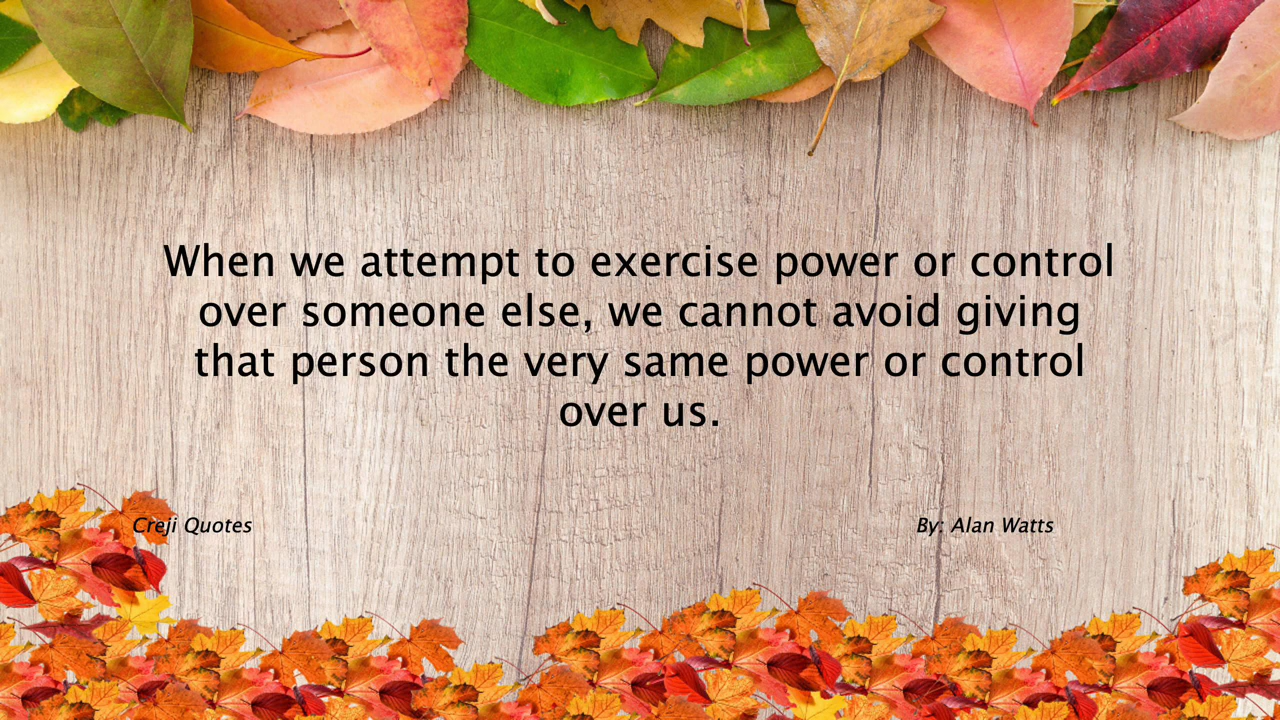 When we attempt to exercise power or control
over someone else, we cannot avoid giving
that person the very same power or control
over us.
Creji Quotes
By: Alan Watts